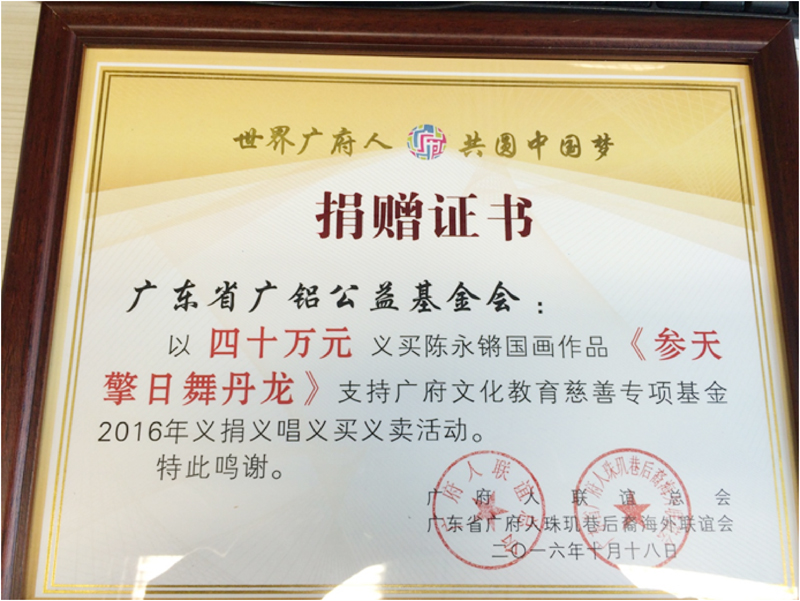 世界广府人 广府 共圆中国梦
捐赠证书
广东省广铝公益基金会：
以 四十万元 义买陈永锵国画作品《参天
擎日舞丹龙》支持广府文化教育慈善专项基金
2016年义捐义唱义买义卖活动。
特此鸣谢。
广府人联谊总会
广东省广府人珠玑巷后裔海外联谊会
二〇一六年十月十八日